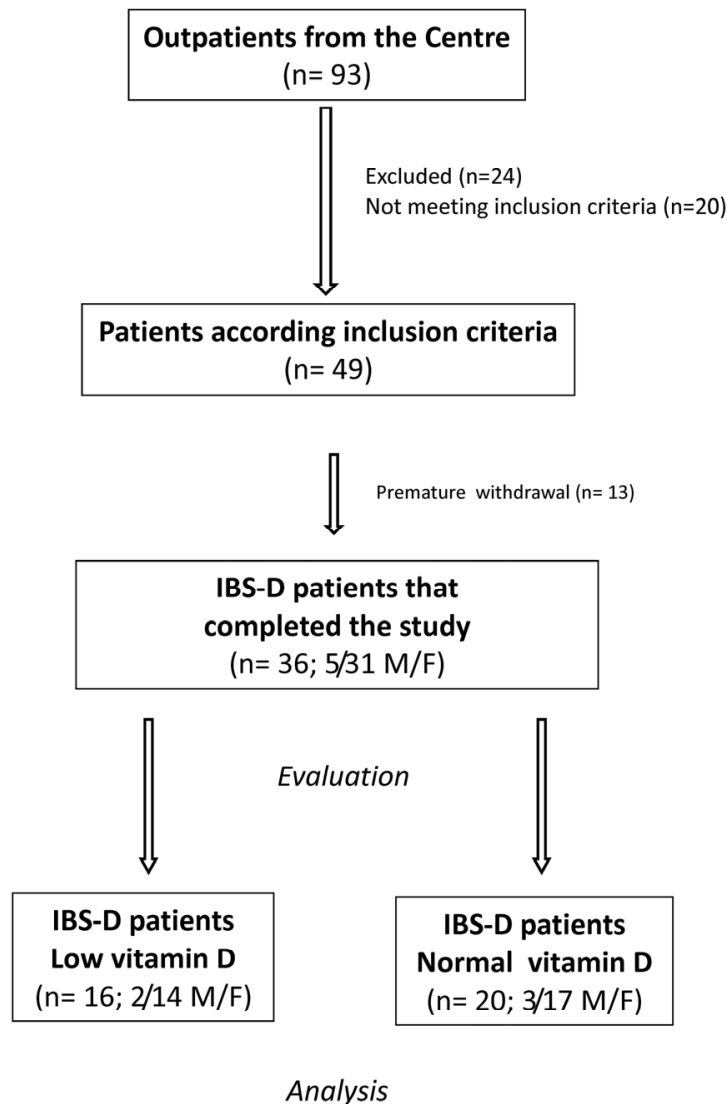 Outpatients from the Centre
(n= 93)
Excluded (n=24)
Not meeting inclusion criteria (n=20)
Patients according inclusion criteria
(n= 49)
Premature withdrawal (n= 13)
IBS-D patients that
completed the study
(n= 36; 5/31 M/F)
Evaluation
IBS-D patients
Low vitamin D
(n= 16; 2/14 M/F)
IBS-D patients
Normal vitamin D
(n= 20; 3/17 M/F)
Analysis